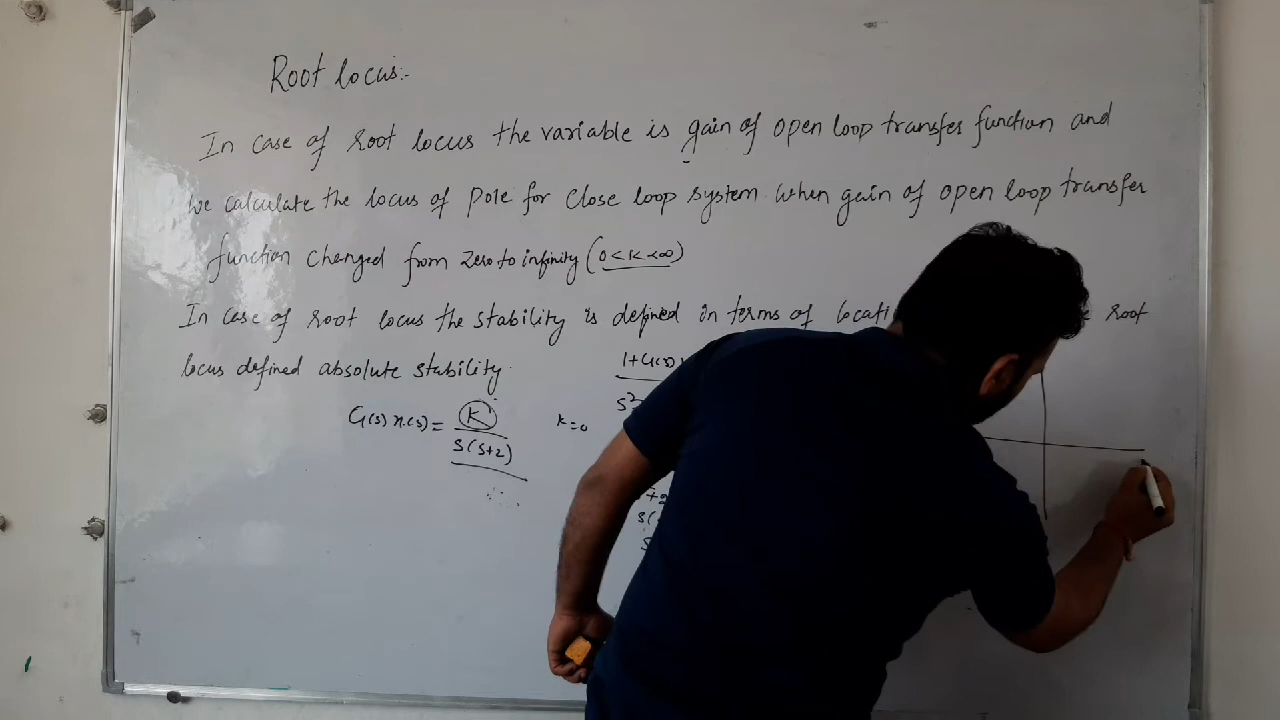 Root locus:-
In case of root locus the variable is gain of open loop transfer function and
we calculate the locus of pole for close loop system when gain of open loop transfer
function changed from zero to infinity (0<K<∞)
In case of root locus the stability is defined in terms of locati root
locus defined absolute stability.
1+G(s)
G(s)H(s)= K
K=0
S²
S(S+2)